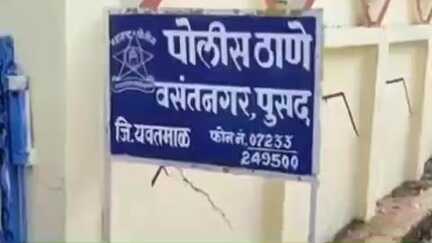 पोलीस ठाणे
वसंतनगर, पुसद
जि. यवतमाळ फोन नं. 07233
249500